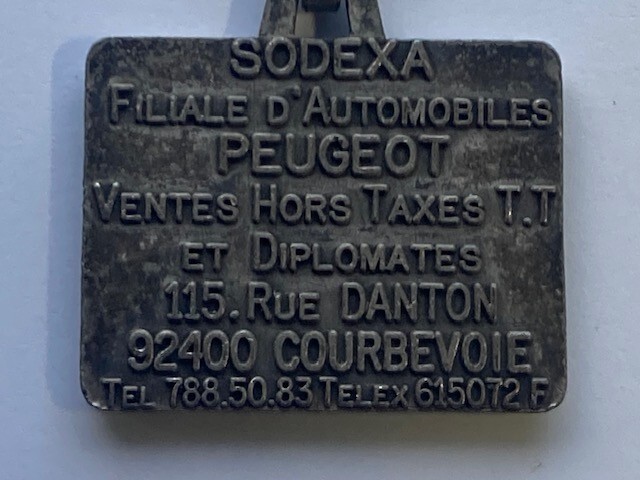 SODEXA
FILIALE D'AUTOMOBILES
PEUGEOT
VENTES HORS TAXES T.T
ET DIPLOMATES
115. RUE DANTON
92400 COURBEVOIE
TEL 788.50.83 TELEX 615072 F